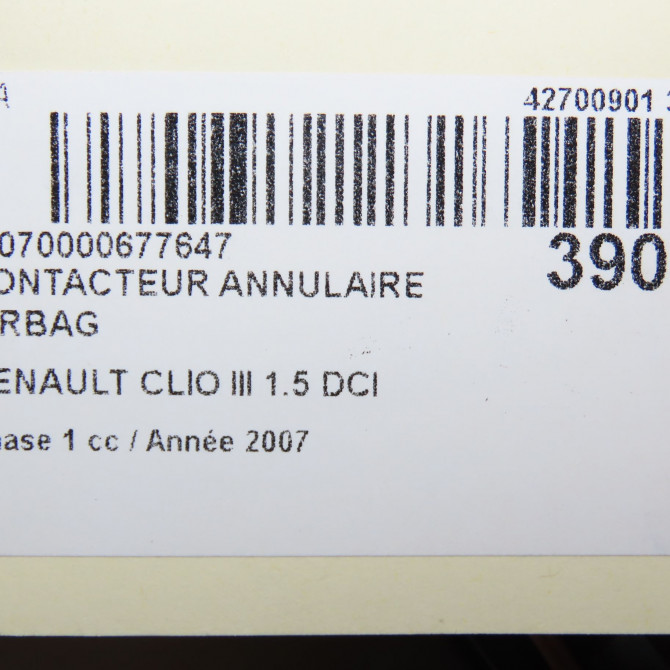 A 42700901 3
070000677647 390
ONTACTEUR ANNULAIRE
RBAG
ENAULT CLIO III 1.5 DCI
ase 1 cc / Année 2007